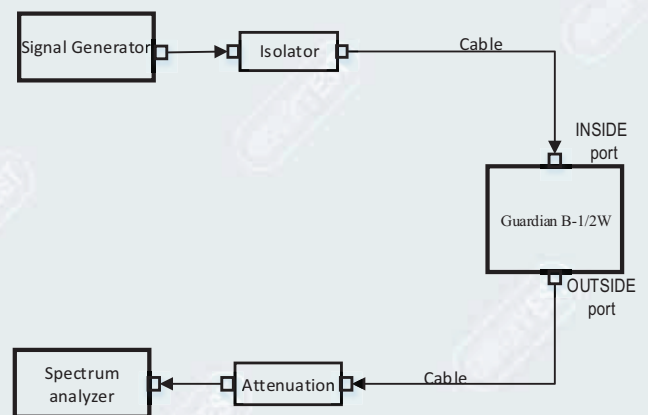 Signal Generator
Isolator
Cable
INSIDE
port
Guardian B-1/2W
OUTSIDE
port
Spectrum
analyzer
Attenuation
Cable